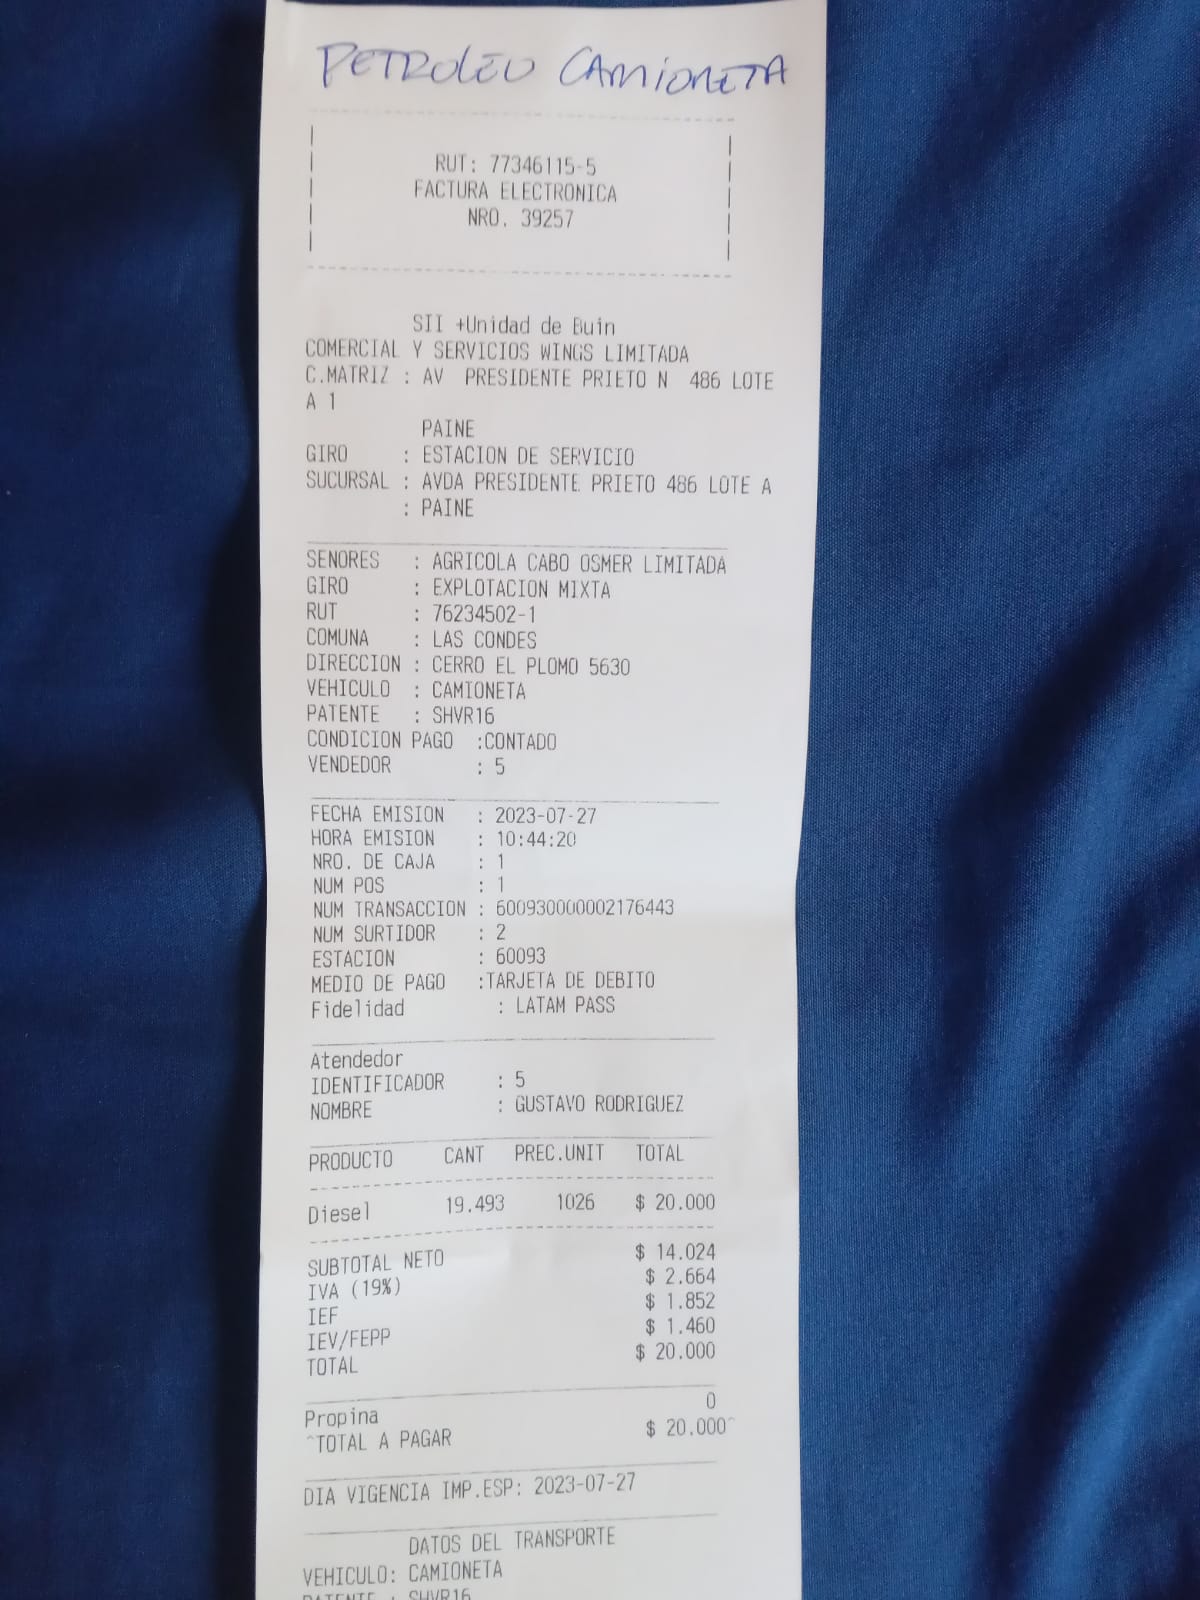 PETROLEO CAMIONETA
RUT: 77346115-5
FACTURA ELECTRONICA
NRO. 39257
SII +Unidad de Buin
COMERCIAL Y SERVICIOS WINGS LIMITADA
C.MATRIZ : AV PRESIDENTE PRIETO N 486 LOTE
A 1
PAINE
GIRO : ESTACION DE SERVICIO
SUCURSAL : AVDA PRESIDENTE PRIETO 486 LOTE A
: PAINE
SENORES : AGRICOLA CABO OSMER LIMITADA
GIRO : EXPLOTACION MIXTA
RUT : 76234502-1
COMUNA : LAS CONDES
DIRECCION : CERRO EL PLOMO 5630
VEHICULO : CAMIONETA
PATENTE : SHVR16
CONDICION PAGO :CONTADO
VENDEDOR : 5
FECHA EMISION : 2023-07-27
HORA EMISION : 10:44:20
NRO. DE CAJA : 1
NUM POS : 1
NUM TRANSACCION : 600930000002176443
NUM SURTIDOR : 2
ESTACION : 60093
MEDIO DE PAGO :TARJETA DE DEBITO
Fidelidad : LATAM PASS
Atendedor
IDENTIFICADOR : 5
NOMBRE : GUSTAVO RODRIGUEZ
PRODUCTO CANT PREC.UNIT TOTAL
Diesel 19.493 1026 $ 20.000
SUBTOTAL NETO $ 14.024
IVA (19%) $ 2.664
IEF $ 1.852
IEV/FEPP $ 1.460
TOTAL $ 20.000
Propina 0
^TOTAL A PAGAR $ 20.000^
DIA VIGENCIA IMP.ESP: 2023-07-27
DATOS DEL TRANSPORTE
VEHICULO: CAMIONETA
PATENTE : SHVR16